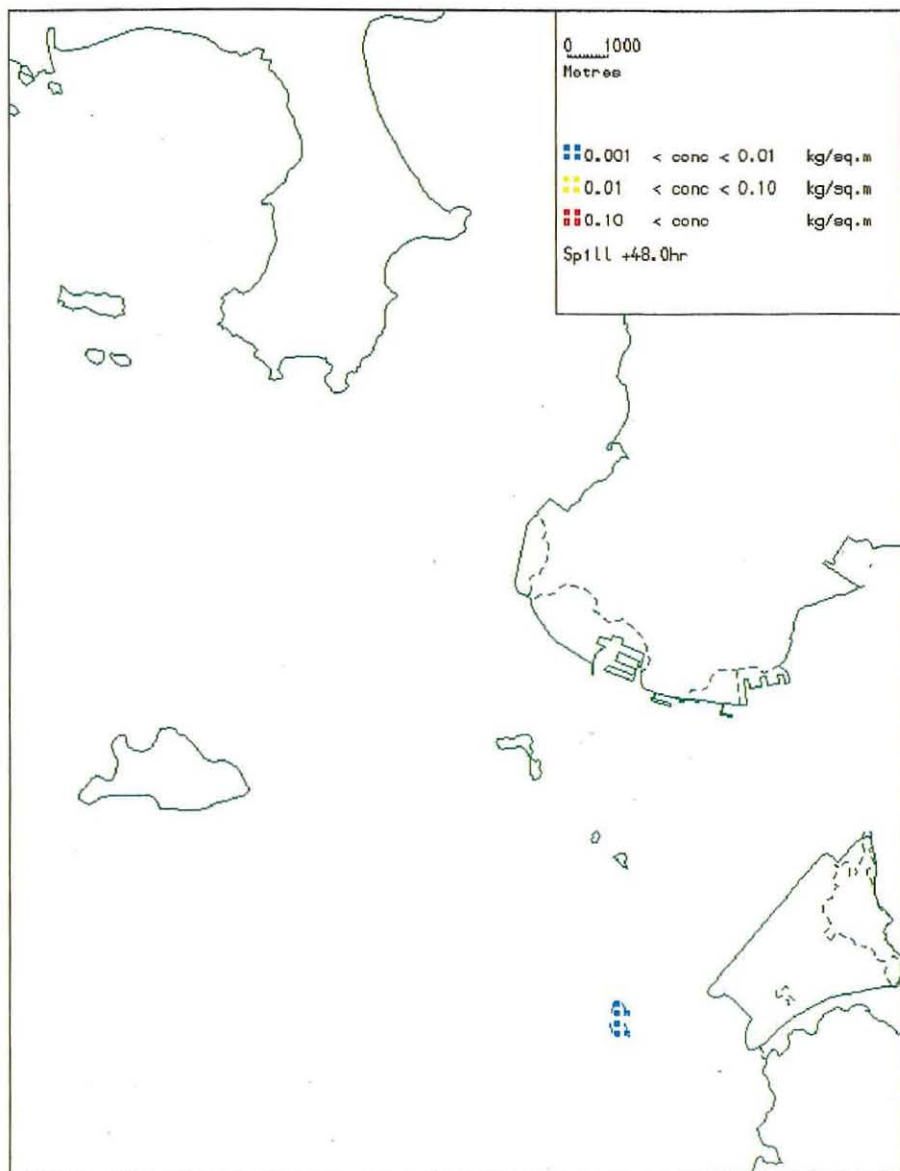 0 1000
Metres
0.001 < conc < 0.01 kg/sq.m
0.01 < conc < 0.10 kg/sq.m
0.10 < conc kg/sq.m
Spill +48.0hr